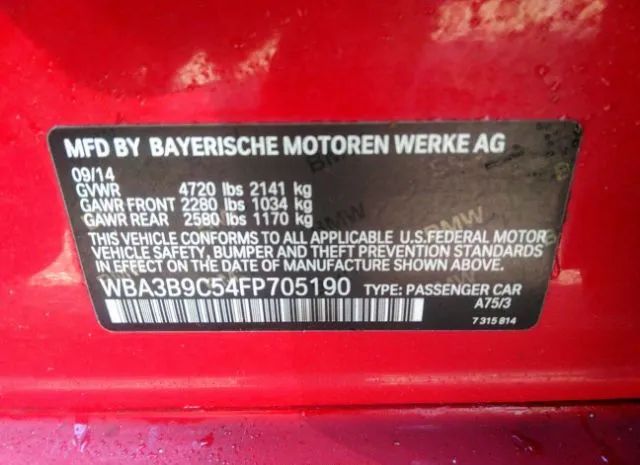 MFD BY BAYERISCHE MOTOREN WERKE AG
09/14
GVWR 4720 lbs 2141 kg
GAWR FRONT 2280 lbs 1034 kg
GAWR REAR 2580 lbs 1170 kg
THIS VEHICLE CONFORMS TO ALL APPLICABLE U.S.FEDERAL MOTOR
VEHICLE SAFETY, BUMPER AND THEFT PREVENTION STANDARDS
IN EFFECT ON THE DATE OF MANUFACTURE SHOWN ABOVE.
WBA3B9C54FP705190 TYPE: PASSENGER CAR
A75/3
7 315 814